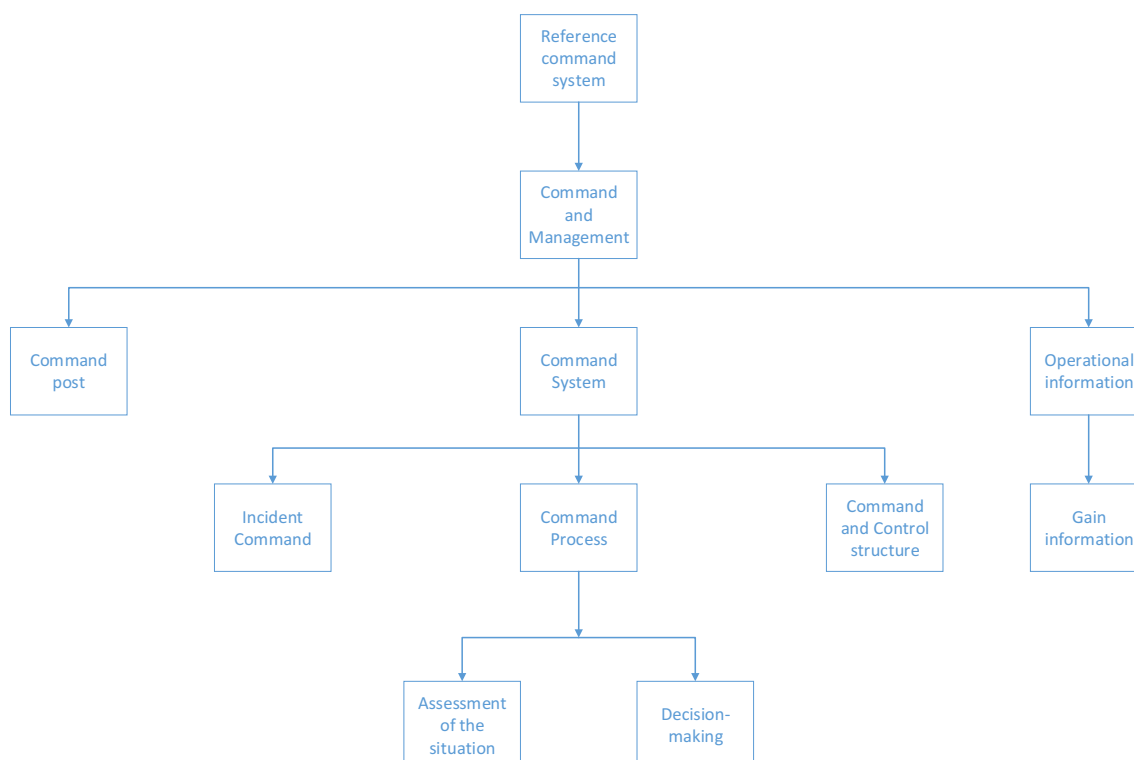 Reference
command
system
Command
and
Management
Command
post
Command
System
Operational
information
Incident
Command
Command
Process
Command
and Control
structure
Gain
information
Assessment
of the
situation
Decision-
making